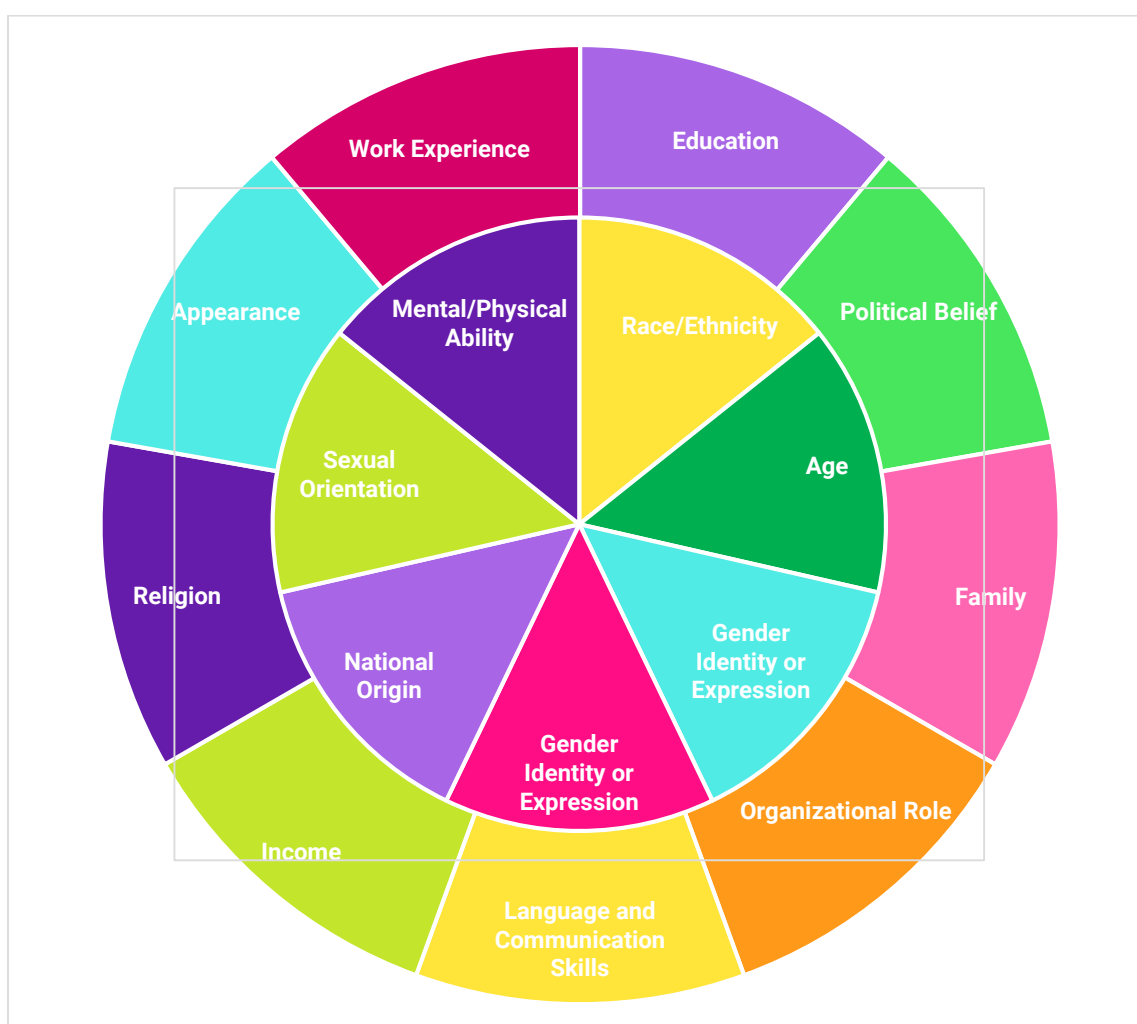 Education
Work Experience
Political Belief
Appearance
Mental/Physical
Ability
Race/Ethnicity
Sexual
Orientation
Age
Religion
Family
National
Origin
Gender
Identity or
Expression
Gender
Identity or
Expression
Organizational Role
Income
Language and
Communication
Skills